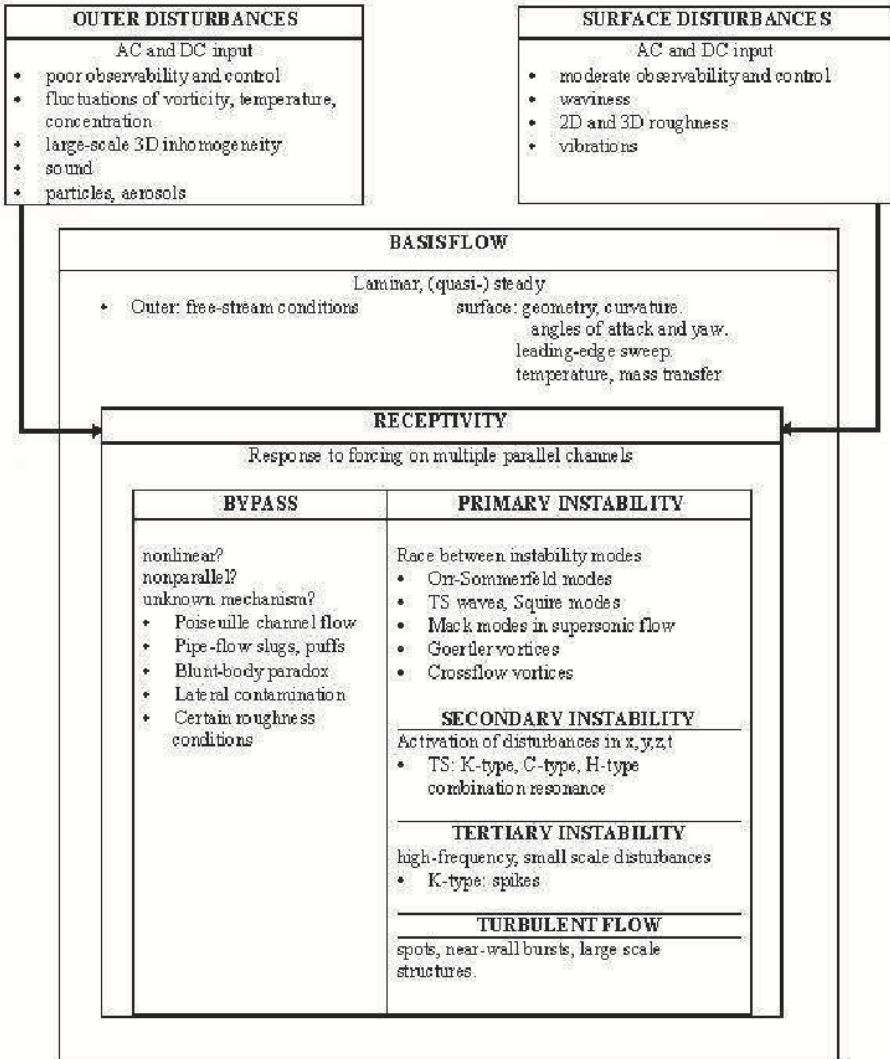 OUTER DISTURBANCES
AC and DC input
• poor observability and control
• fluctuations of vorticity, temperature,
concentration
• large-scale 3D inhomogeneity
• sound
• particles, aerosols
SURFACE DISTURBANCES
AC and DC input
• moderate observability and control
• waviness
• 2D and 3D roughness
• vibrations
BASISFLOW
Laminar, (quasi-) steady
• Outer: free-stream conditions
surface: geometry, curvature.
angles of attack and yaw.
leading-edge sweep.
temperature, mass transfer
RECEPTIVITY
Response to forcing on multiple parallel channels
BYPASS
nonlinear?
nonparallel?
unknown mechanism?
• Poiseuille channel flow
• Pipe-flow slugs, puffs
• Blunt-body paradox
• Lateral contamination
• Certain roughness
conditions
PRIMARY INSTABILITY
Race between instability modes
• Orr-Sommerfeld modes
• TS waves, Squire modes
• Mack modes in supersonic flow
• Goertler vortices
• Crossflow vortices
SECONDARY INSTABILITY
Activation of disturbances in x,y,z,t
• TS: K-type, C-type, H-type
combination resonance
TERTIARY INSTABILITY
high-frequency, small scale disturbances
• K-type: spikes
TURBULENT FLOW
spots, near-wall bursts, large scale
structures.